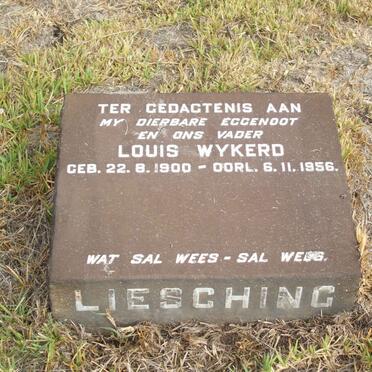 TER GEDAGTENIS AAN
MY DIERBARE EGGENOOT
EN ONS VADER
LOUIS WYKERD
GEB. 22.8.1900 - OORL. 6.11.1956.
WAT SAL WEES - SAL WEES.
LIESCHING